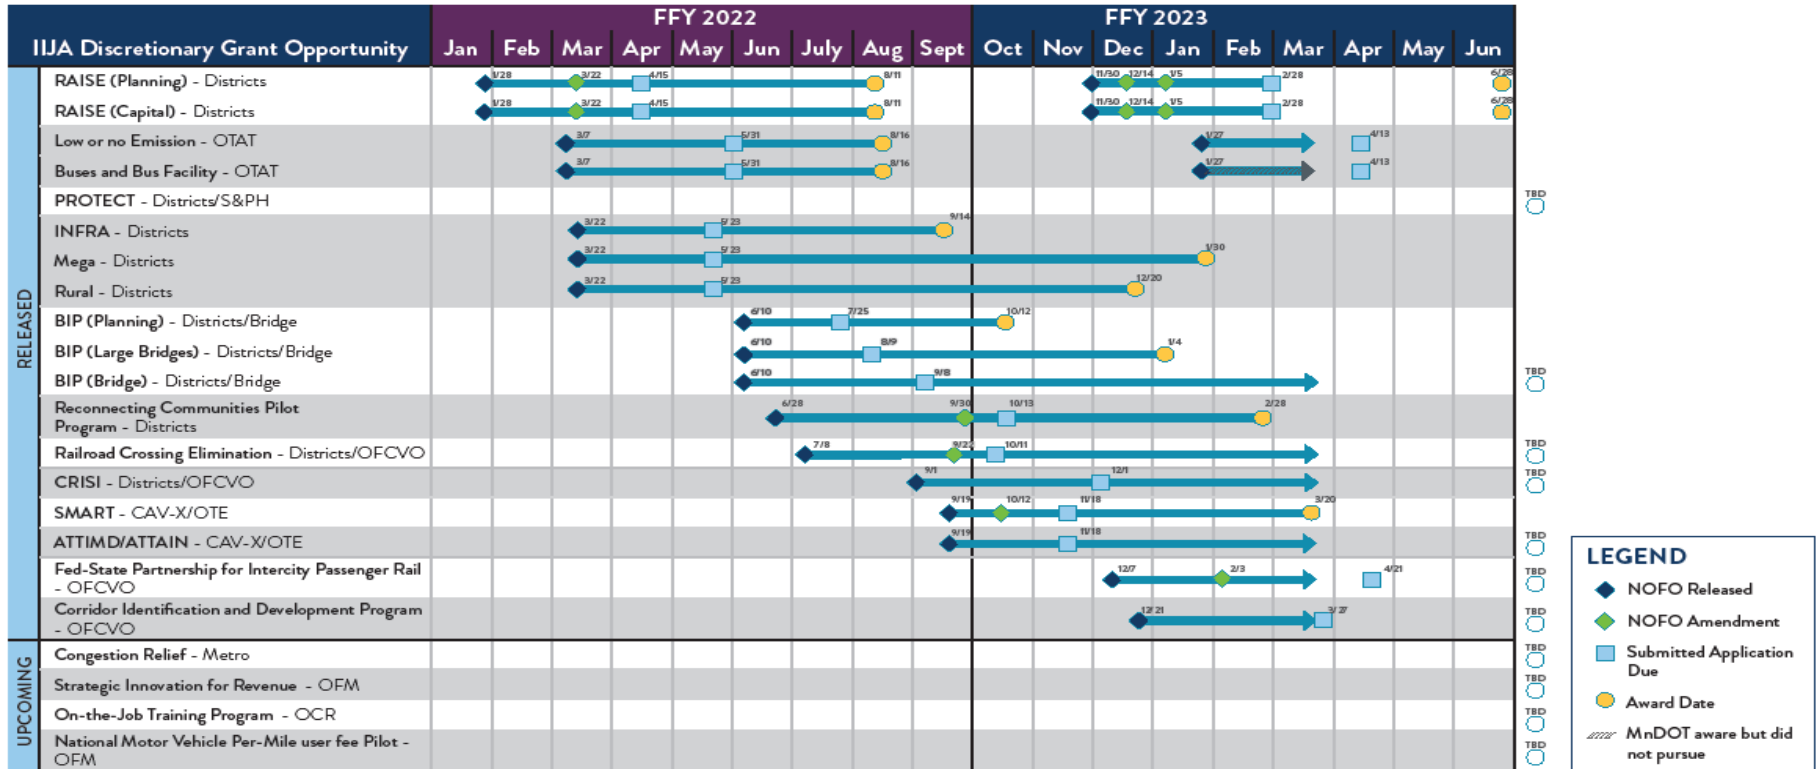 FFY 2022 FFY 2023
IIJA Discretionary Grant Opportunity Jan Feb Mar Apr May Jun July Aug Sept Oct Nov Dec Jan Feb Mar Apr May Jun
RELEASED
RAISE (Planning) - Districts 1/28 3/22 4/15 8/11 11/30 12/14 1/5 2/28 6/28
RAISE (Capital) - Districts 1/28 3/22 4/15 8/11 11/30 12/14 1/5 2/28 6/28
Low or no Emission - OTAT 3/7 5/31 8/16 1/27 4/13
Buses and Bus Facility - OTAT 3/7 5/31 8/16 1/27 4/13
PROTECT - Districts/S&PH TBD
INFRA - Districts 3/22 5/23 9/14
Mega - Districts 3/22 5/23 1/30
Rural - Districts 3/22 5/23 12/20
BIP (Planning) - Districts/Bridge 6/10 7/25 10/12
BIP (Large Bridges) - Districts/Bridge 6/10 8/9 1/4
BIP (Bridge) - Districts/Bridge 6/10 9/8 TBD
Reconnecting Communities Pilot
Program - Districts 6/28 9/30 10/13 2/28
Railroad Crossing Elimination - Districts/OFCVO 7/8 9/22 10/11 TBD
CRISI - Districts/OFCVO 9/1 12/1 TBD
SMART - CAV-X/OTE 9/19 10/12 11/18 3/20
ATTIMD/ATTAIN - CAV-X/OTE 9/19 11/18 TBD
Fed-State Partnership for Intercity Passenger Rail
- OFCVO 12/7 2/3 4/21 TBD
Corridor Identification and Development Program
- OFCVO 12/21 3/27 TBD
UPCOMING
Congestion Relief - Metro TBD
Strategic Innovation for Revenue - OFM TBD
On-the-Job Training Program - OCR TBD
National Motor Vehicle Per-Mile user fee Pilot -
OFM TBD
LEGEND
NOFO Released
NOFO Amendment
Submitted Application
Due
Award Date
MnDOT aware but did
not pursue